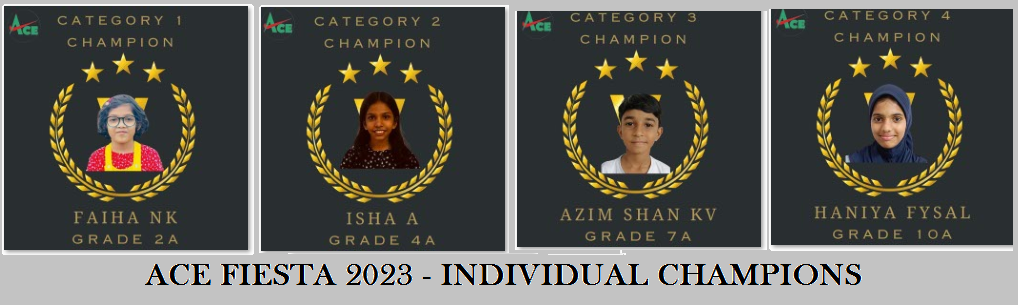 ACE
CATEGORY 1
CHAMPION
FAIHA NK
GRADE 2A
ACE
CATEGORY 2
CHAMPION
ISHA A
GRADE 4A
ACE
CATEGORY 3
CHAMPION
AZIM SHAN KV
GRADE 7A
ACE
CATEGORY 4
CHAMPION
HANIYA FYSAL
GRADE 10A
ACE FIESTA 2023 - INDIVIDUAL CHAMPIONS